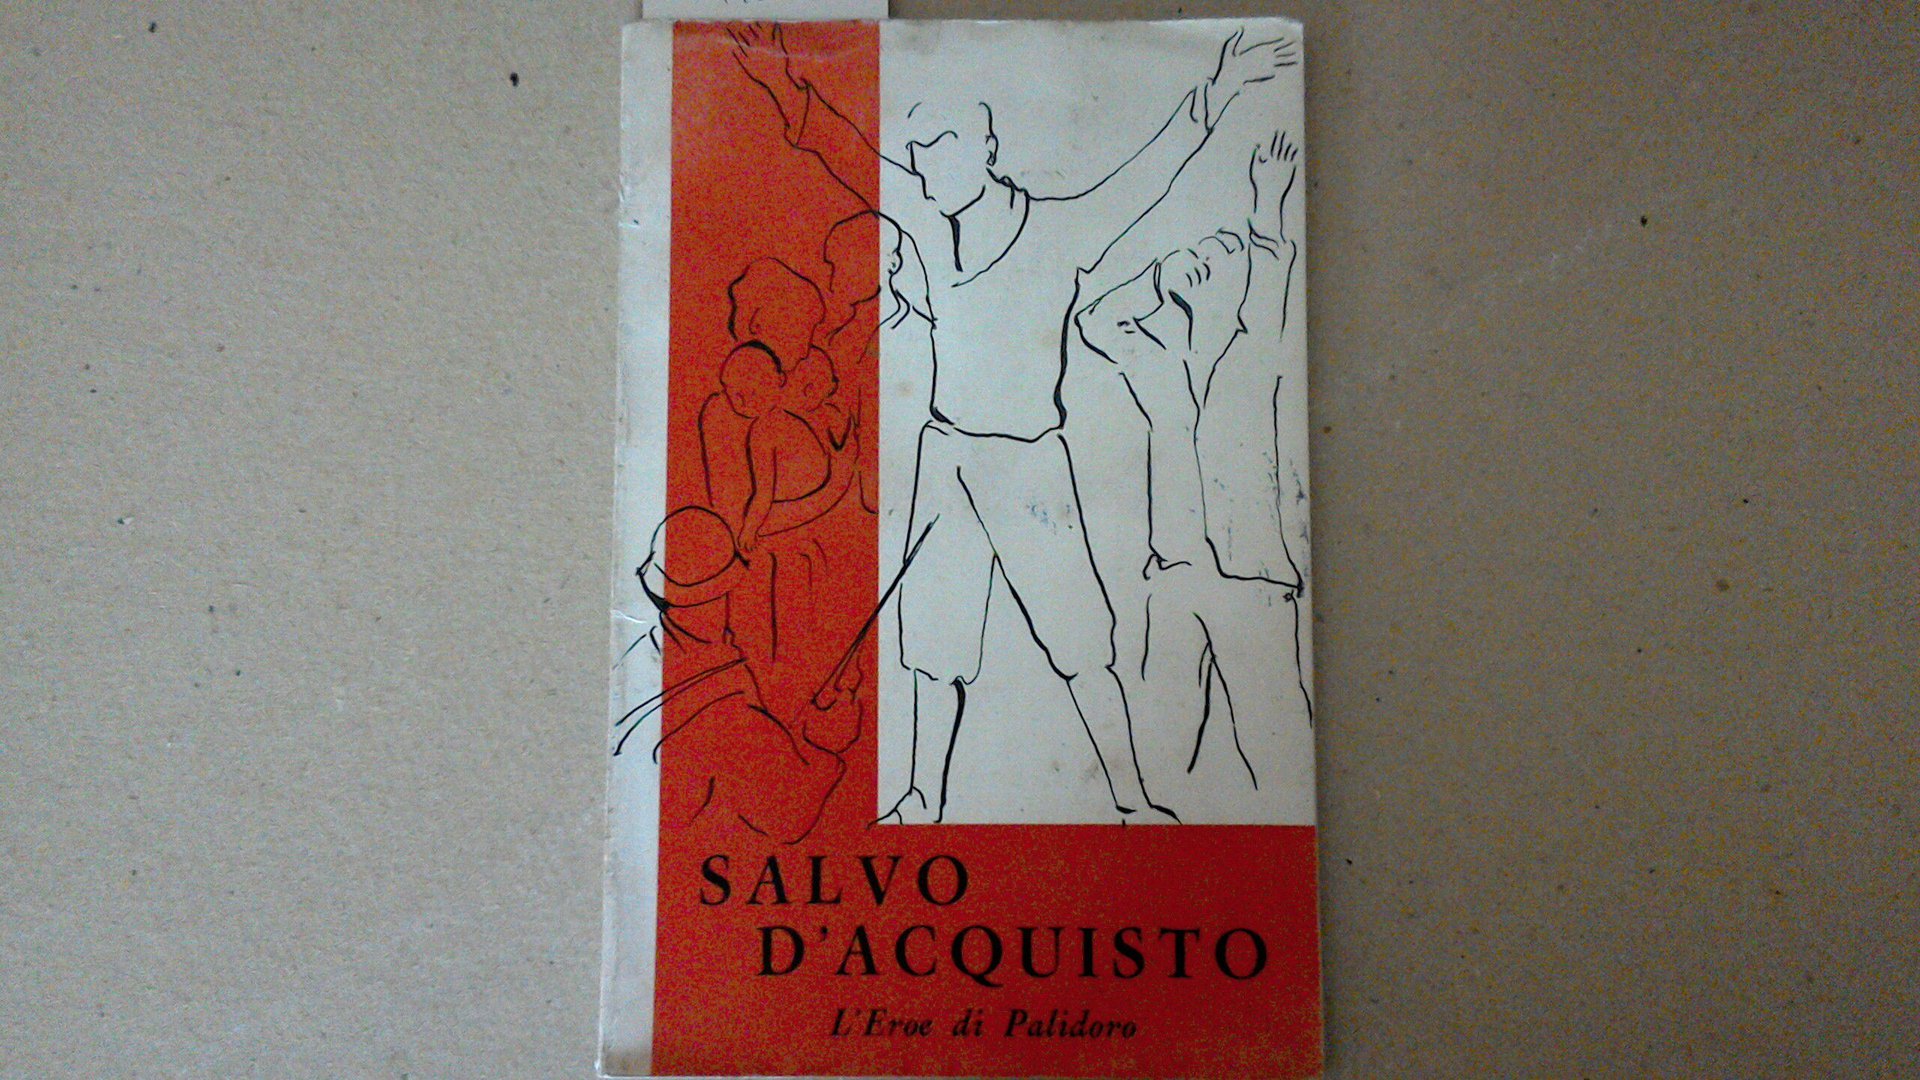 SALVO
D'ACQUISTO
L'Eroe di Palidoro